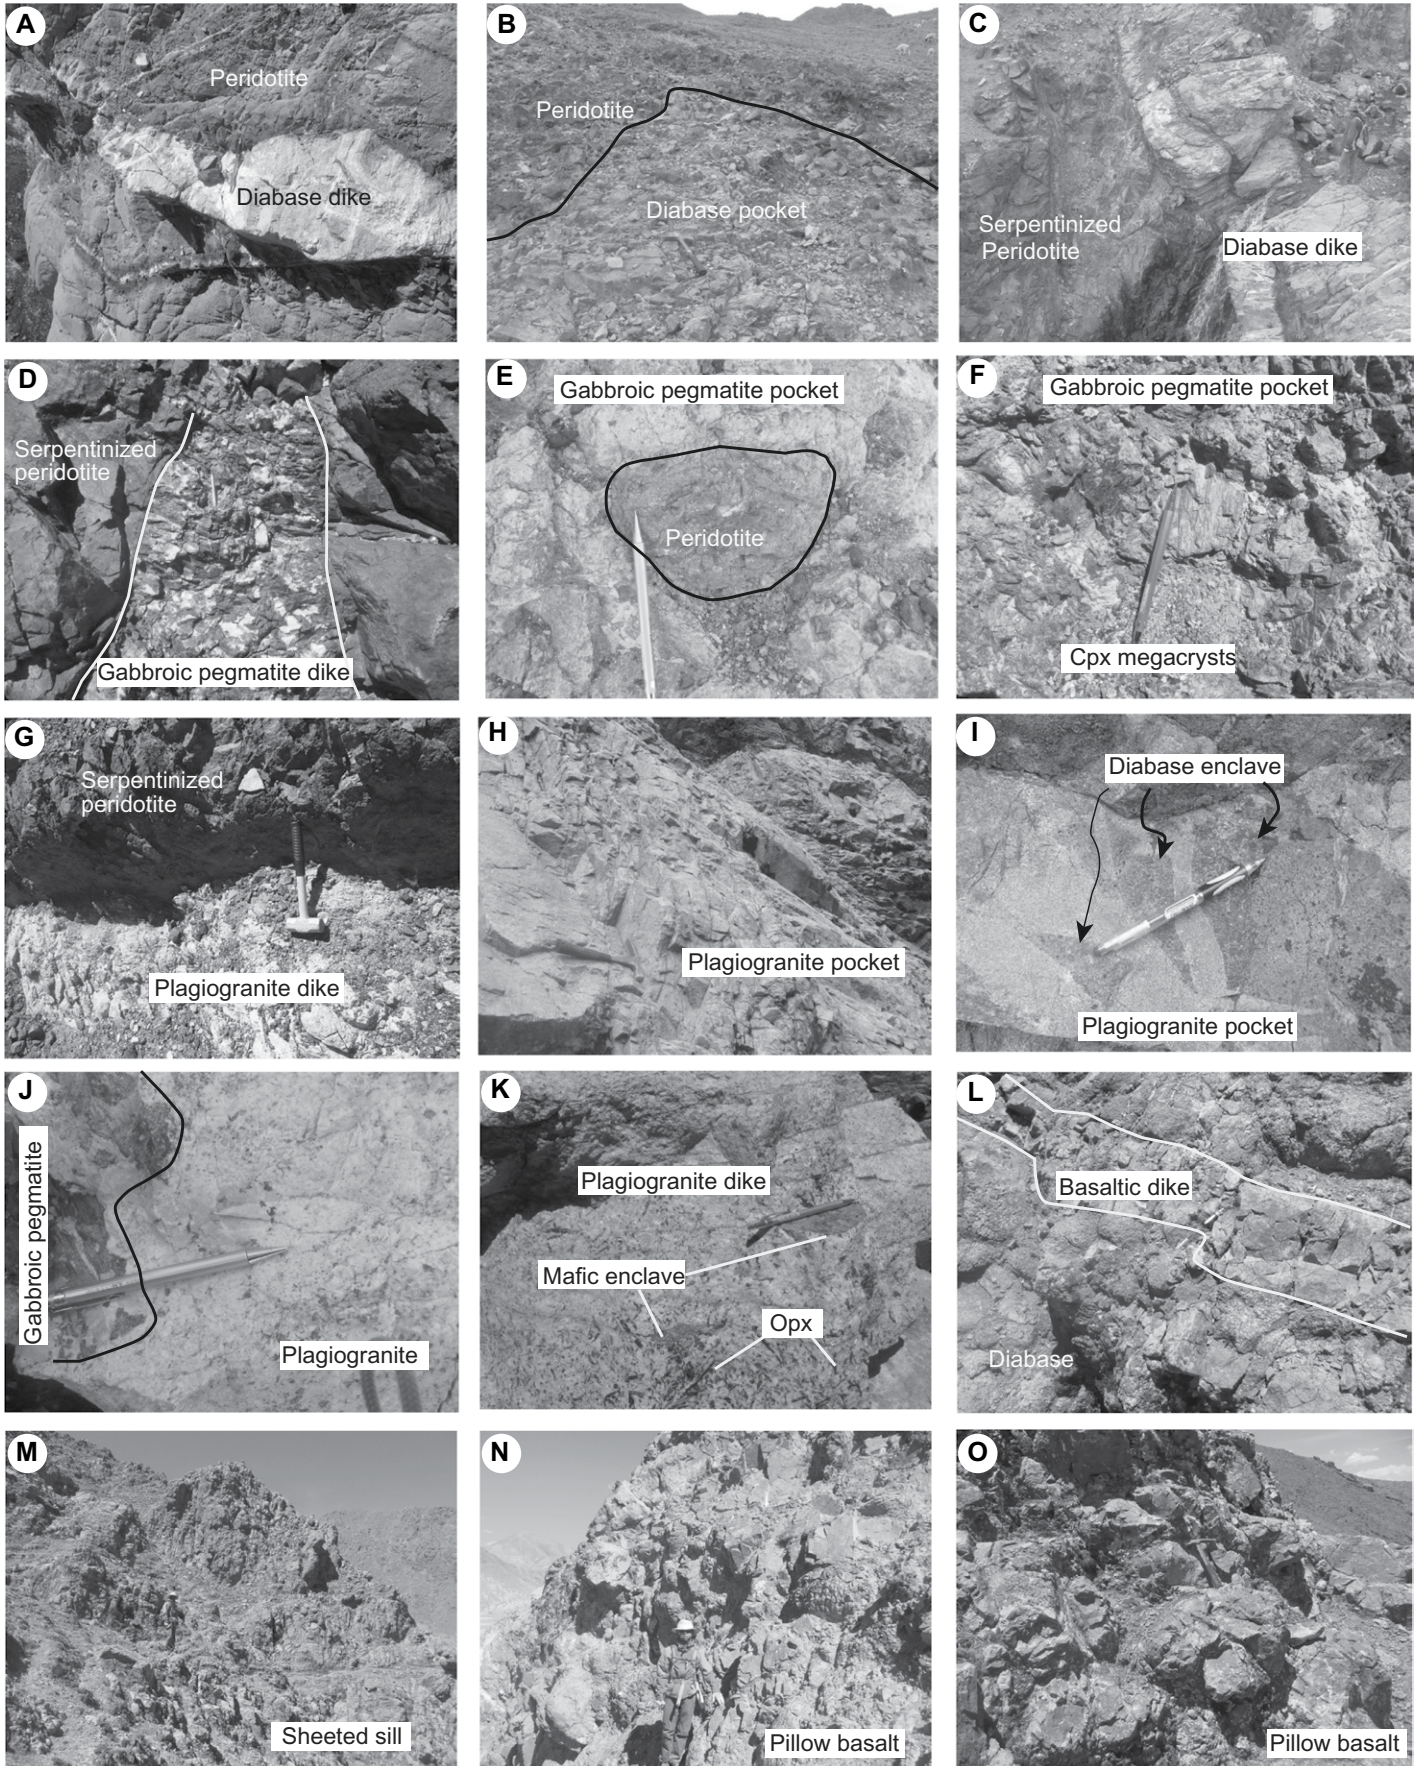 A
Peridotite
Diabase dike
B
Peridotite
Diabase pocket
C
Serpentinized
Peridotite
Diabase dike
D
Serpentinized
peridotite
Gabbroic pegmatite dike
E
Gabbroic pegmatite pocket
Peridotite
F
Gabbroic pegmatite pocket
Cpx megacrysts
G
Serpentinized
peridotite
Plagiogranite dike
H
Plagiogranite pocket
I
Diabase enclave
Plagiogranite pocket
J
Gabbroic pegmatite
Plagiogranite
K
Plagiogranite dike
Mafic enclave
Opx
L
Basaltic dike
Diabase
M
Sheeted sill
N
Pillow basalt
O
Pillow basalt